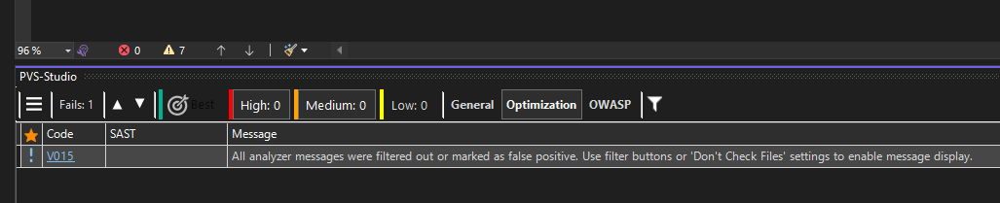 96 %
0
7
PVS-Studio
Fails: 1
Best
High: 0
Medium: 0
Low: 0
General
Optimization
OWASP
Code
SAST
Message
V015
All analyzer messages were filtered out or marked as false positive. Use filter buttons or 'Don't Check Files' settings to enable message display.